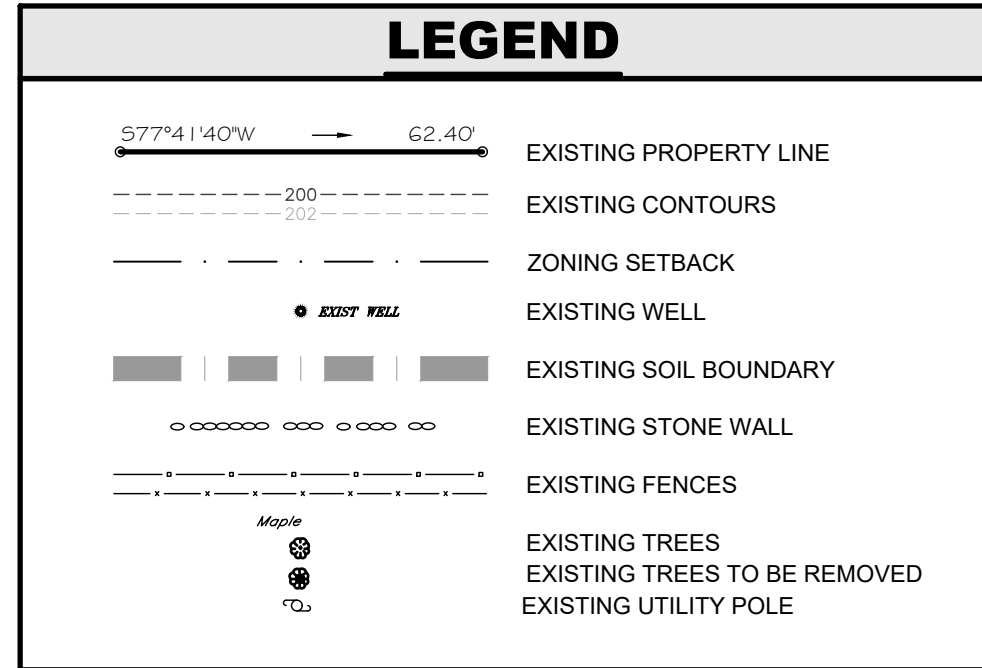 LEGEND
S77°41'40"W 62.40'
EXISTING PROPERTY LINE
200
202
EXISTING CONTOURS
ZONING SETBACK
EXIST WELL
EXISTING WELL
EXISTING SOIL BOUNDARY
EXISTING STONE WALL
EXISTING FENCES
Maple
EXISTING TREES
EXISTING TREES TO BE REMOVED
EXISTING UTILITY POLE